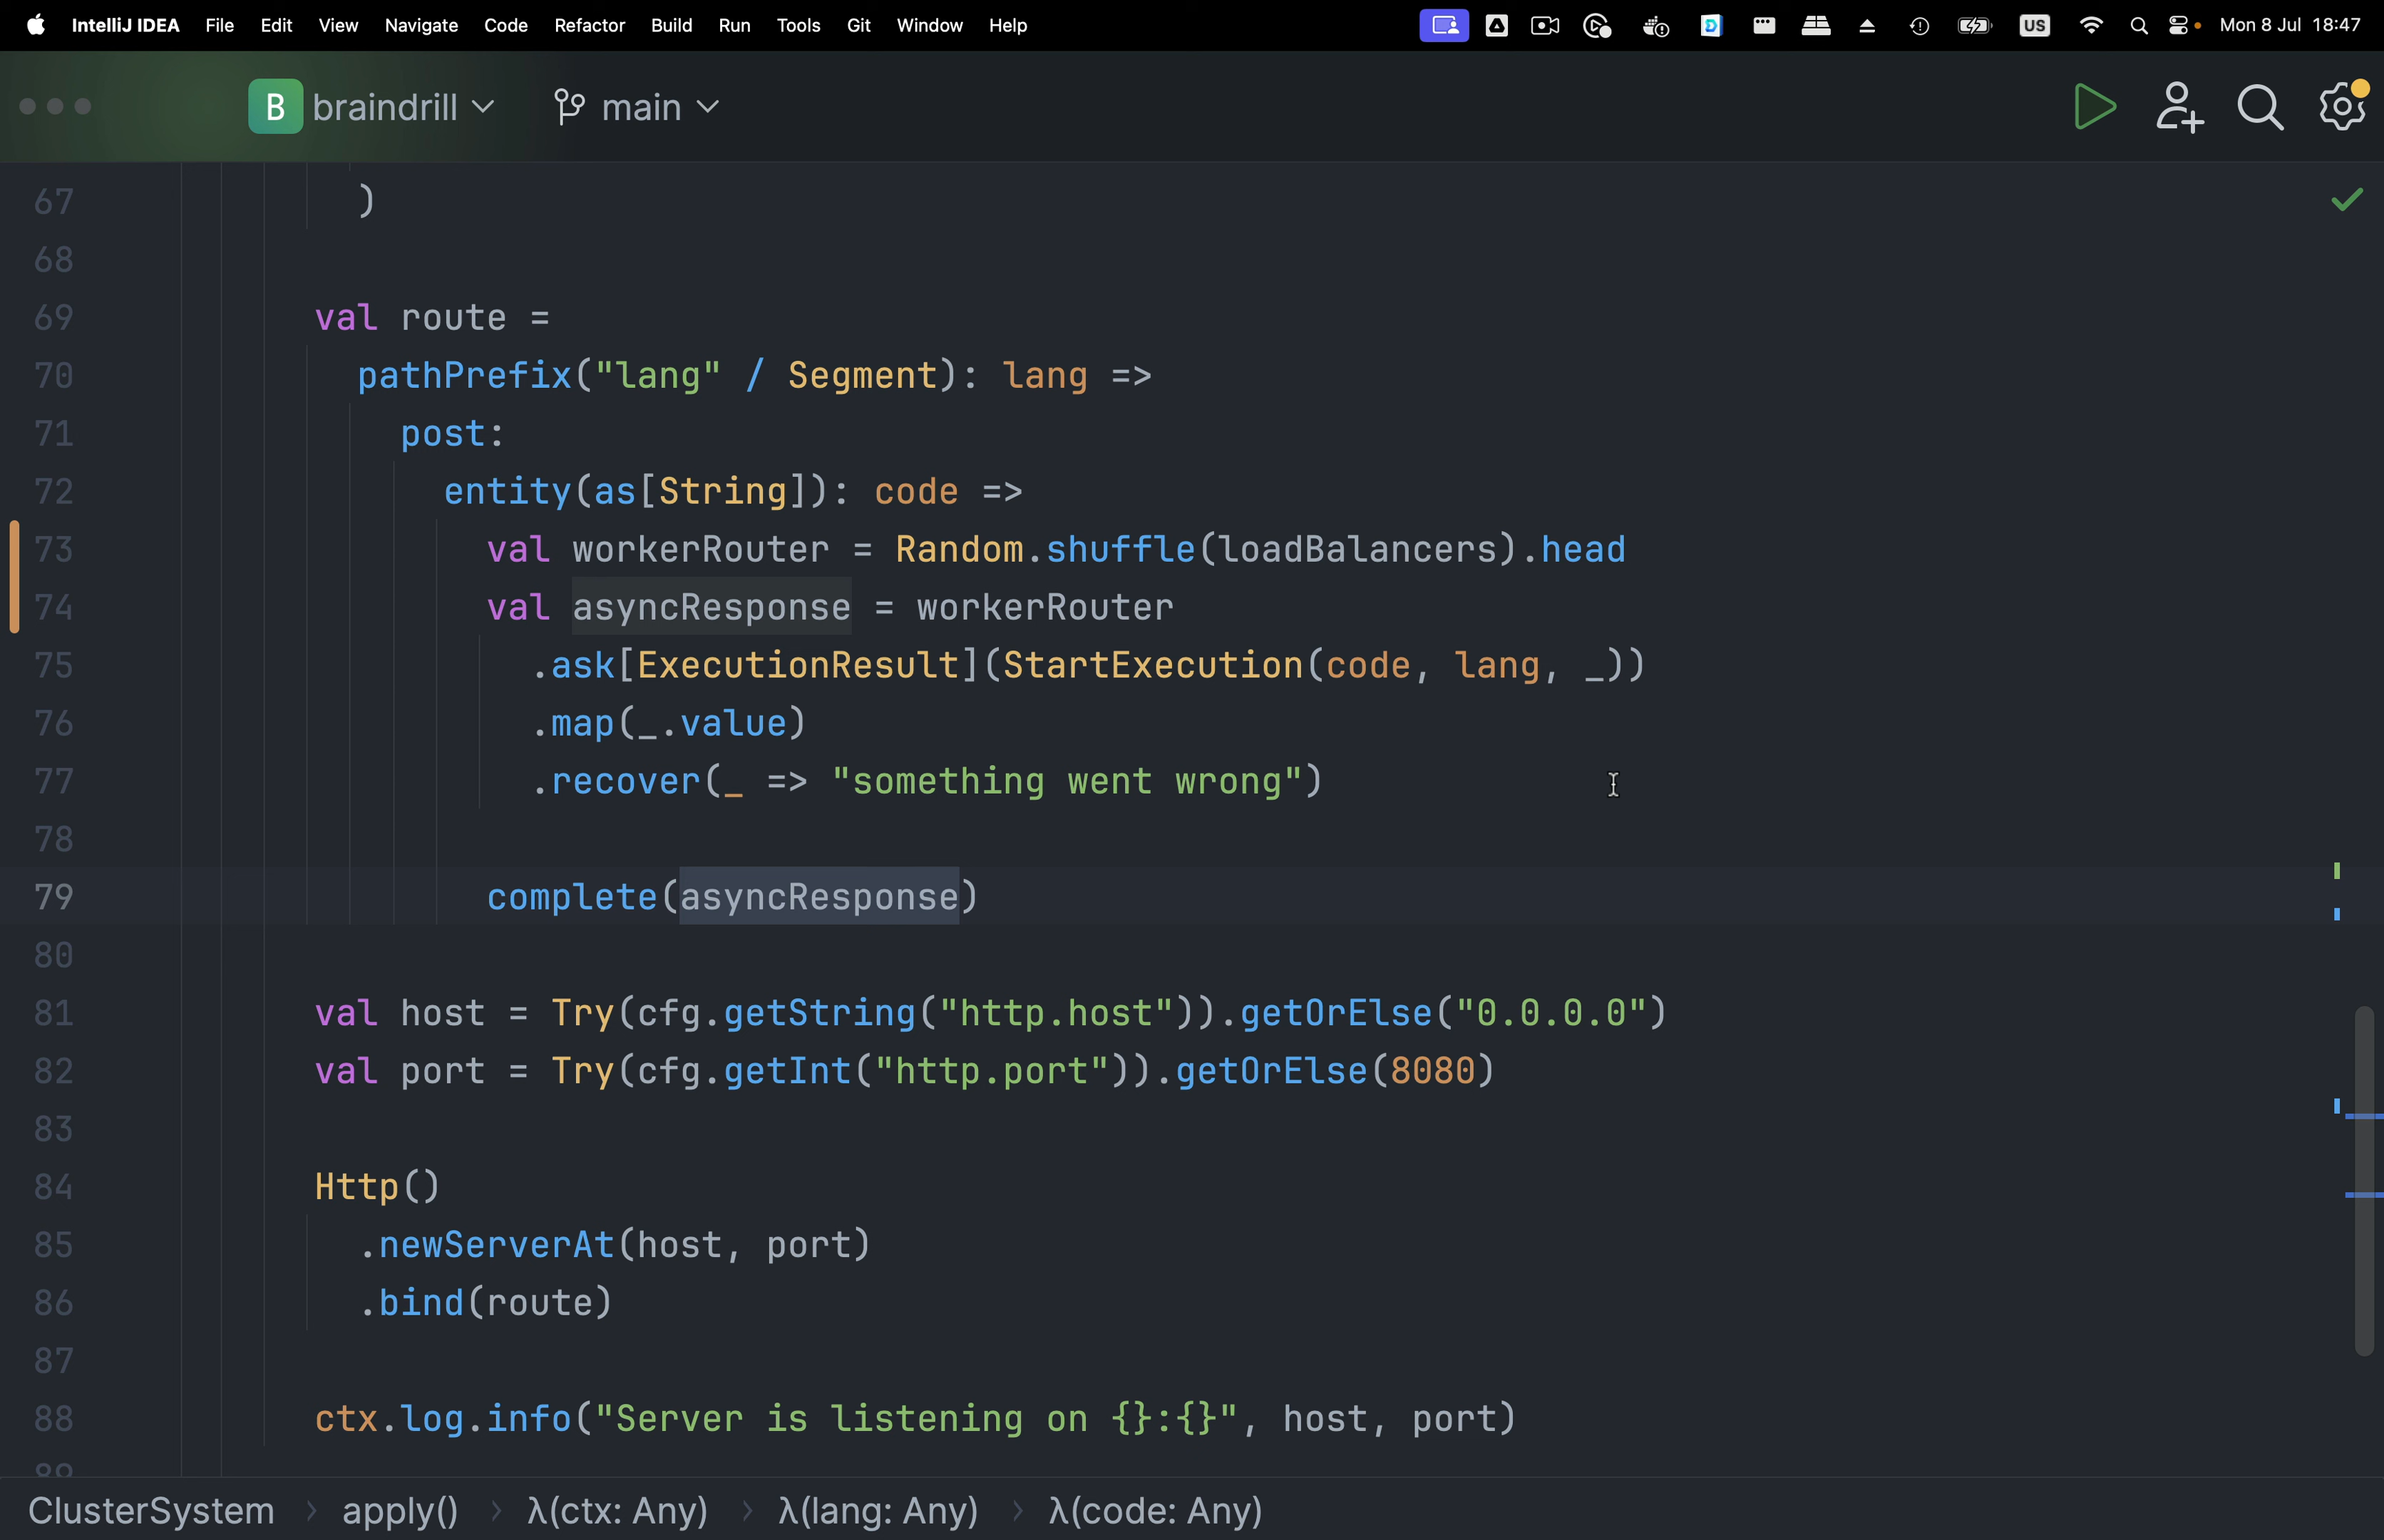 IntelliJ IDEA File Edit View Navigate Code Refactor Build Run Tools Git Window Help US Mon 8 Jul 18:47
B braindrill main
67 )
68
69 val route =
70 pathPrefix("lang" / Segment): lang =>
71 post:
72 entity(as[String]): code =>
73 val workerRouter = Random.shuffle(loadBalancers).head
74 val asyncResponse = workerRouter
75 .ask[ExecutionResult](StartExecution(code, lang, _))
76 .map(_.value)
77 .recover(_ => "something went wrong")
78
79 complete(asyncResponse)
80
81 val host = Try(cfg.getString("http.host")).getOrElse("0.0.0.0")
82 val port = Try(cfg.getInt("http.port")).getOrElse(8080)
83
84 Http()
85 .newServerAt(host, port)
86 .bind(route)
87
88 ctx.log.info("Server is listening on {}:{}", host, port)
89
ClusterSystem › apply() › λ(ctx: Any) › λ(lang: Any) › λ(code: Any)